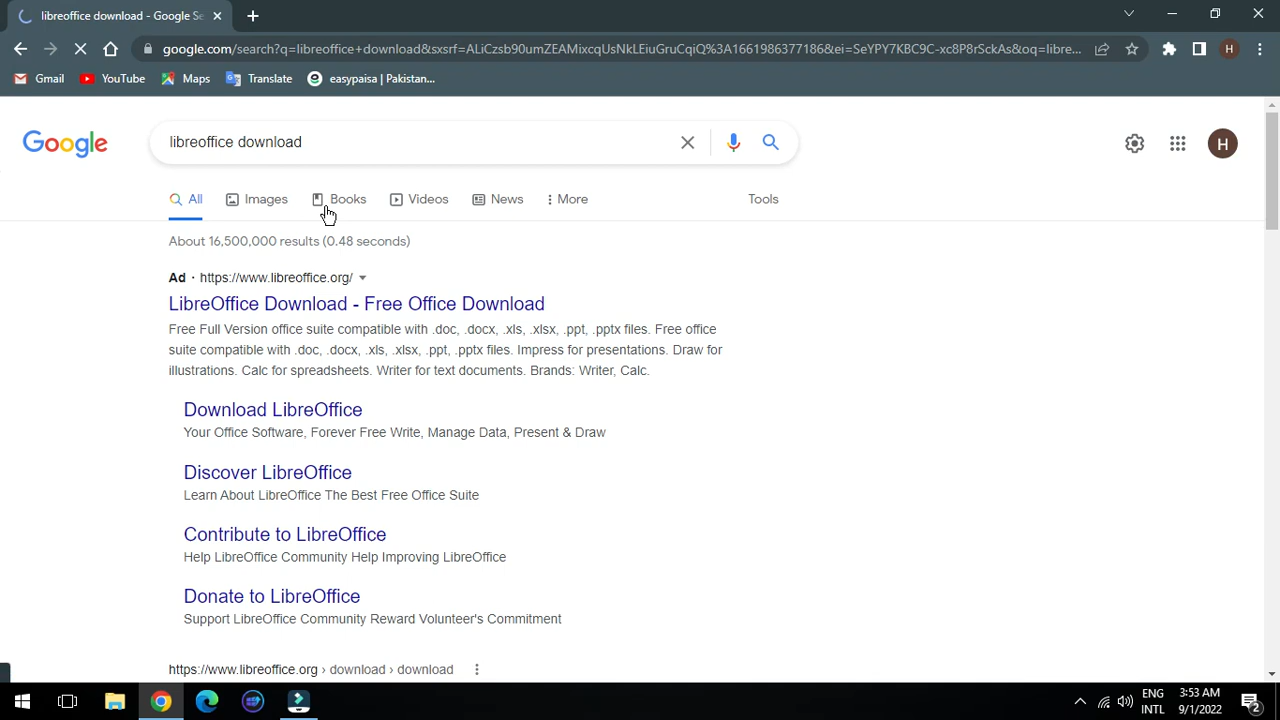 libreoffice download - Google Se
google.com/search?q=libreoffice+download&sxsrf=ALiCzsb90umZEAMixcqUsNkLEiuGruCqiQ%3A1661986377186&ei=SeYPY7KBC9C-xc8P8rSckAs&oq=libre...
H
Gmail YouTube Maps Translate easypaisa | Pakistan...
Google libreoffice download H
All Images Books Videos News More Tools
About 16,500,000 results (0.48 seconds)
Ad · https://www.libreoffice.org/
LibreOffice Download - Free Office Download
Free Full Version office suite compatible with .doc, .docx, .xls, .xlsx, .ppt, .pptx files. Free office
suite compatible with .doc, .docx, .xls, .xlsx, .ppt, .pptx files. Impress for presentations. Draw for
illustrations. Calc for spreadsheets. Writer for text documents. Brands: Writer, Calc.
Download LibreOffice
Your Office Software, Forever Free Write, Manage Data, Present & Draw
Discover LibreOffice
Learn About LibreOffice The Best Free Office Suite
Contribute to LibreOffice
Help LibreOffice Community Help Improving LibreOffice
Donate to LibreOffice
Support LibreOffice Community Reward Volunteer's Commitment
https://www.libreoffice.org › download › download
ENG 3:53 AM
INTL 9/1/2022 2